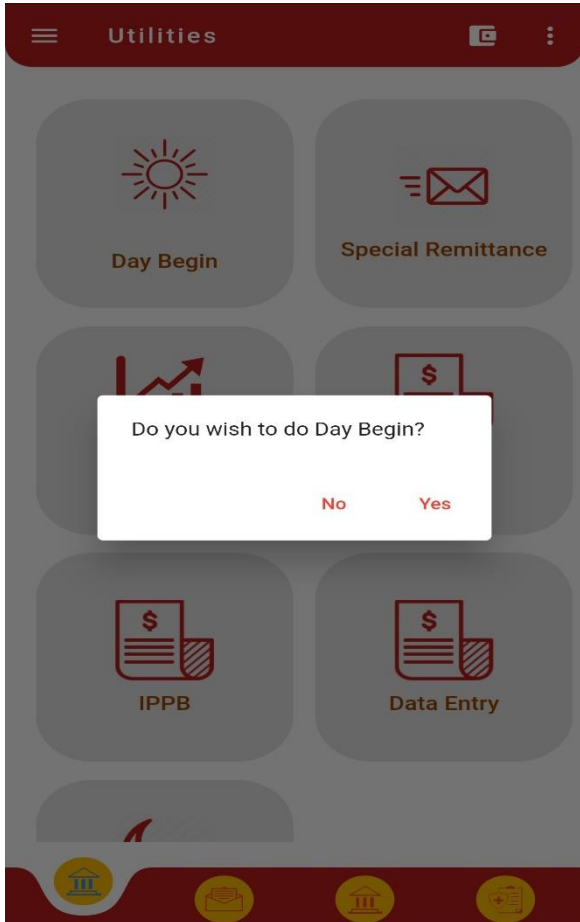 Utilities
Day Begin
Special Remittance
$
Do you wish to do Day Begin?
No
Yes
$
$
IPPB
Data Entry